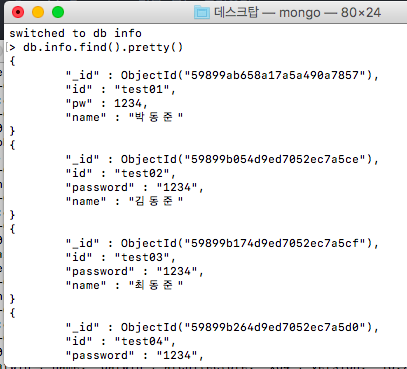 데스크탑 — mongo — 80×24
switched to db info
> db.info.find().pretty()
{
"_id" : ObjectId("59899ab658a17a5a490a7857"),
"id" : "test01",
"pw" : 1234,
"name" : "박동준"
}
{
"_id" : ObjectId("59899b054d9ed7052ec7a5ce"),
"id" : "test02",
"password" : "1234",
"name" : "김동준"
}
{
"_id" : ObjectId("59899b174d9ed7052ec7a5cf"),
"id" : "test03",
"password" : "1234",
"name" : "최동준"
}
{
"_id" : ObjectId("59899b264d9ed7052ec7a5d0"),
"id" : "test04",
"password" : "1234",